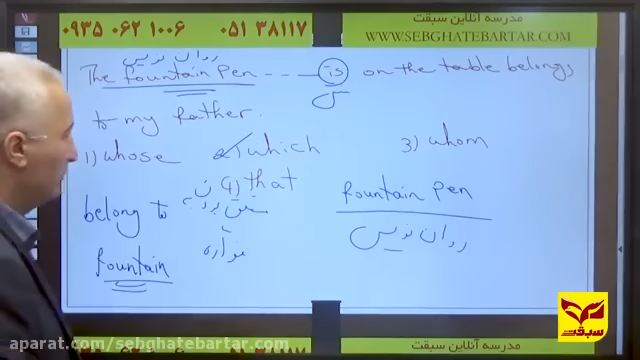 مدرسه آنلاین سبقت
۰۹۳۵ ۰۶۲ ۱۰۰۶   ۰۵۱ ۳۸۱۱۷
WWW.SEBGHATEBARTAR.COM
روان نویس
The fountain pen --- is on the table belongs
to my father.
1) whose 2) which 3) whom
4) that
belong to
fountain
fountain pen
روان نویس
فواره
سبقت
مدرسه آنلاین سبقت
aparat.com/sebghatebartar.com